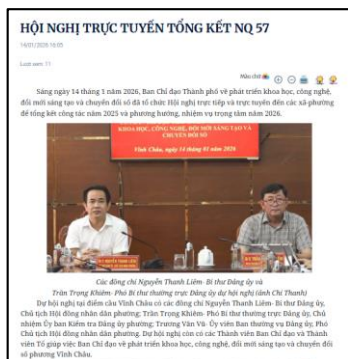 HỘI NGHỊ TRỰC TUYẾN TỔNG KẾT NQ 57
14/01/2026 16:05
Lượt xem: 11
Màu chữ
Sáng ngày 14 tháng 1 năm 2026, Ban Chỉ đạo Thành phố về phát triển khoa học, công nghệ,
đổi mới sáng tạo và chuyển đổi số đã tổ chức Hội nghị trực tiếp và trực tuyến đến các xã-phường
để tổng kết công tác năm 2025 và phương hướng, nhiệm vụ trọng tâm năm 2026.
KHOA HỌC, CÔNG NGHỆ, ĐỔI MỚI SÁNG TẠO VÀ
CHUYỂN ĐỔI SỐ
Vĩnh Châu, ngày 14 tháng 01 năm 2026
Các đồng chí Nguyễn Thanh Liêm- Bí thư Đảng ủy và
Trần Trọng Khiêm- Phó Bí thư thường trực Đảng ủy dự hội nghị (ảnh Chí Thanh)
Dự hội nghị tại điểm cầu Vĩnh Châu có các đồng chí Nguyễn Thanh Liêm- Bí thư Đảng ủy,
Chủ tịch Hội đồng nhân dân phường; Trần Trọng Khiêm- Phó Bí thư thường trực Đảng ủy, Chủ
nhiệm Ủy ban Kiểm tra Đảng ủy phường; Trương Văn Vũ- Ủy viên Ban thường vụ Đảng ủy, Phó
Chủ tịch Hội đồng nhân dân phường. Dự hội nghị còn có các Thành viên Ban Chỉ đạo và Thành
viên Tổ giúp việc Ban Chỉ đạo về phát triển khoa học, công nghệ, đổi mới sáng tạo và chuyển đổi
số phường Vĩnh Châu.